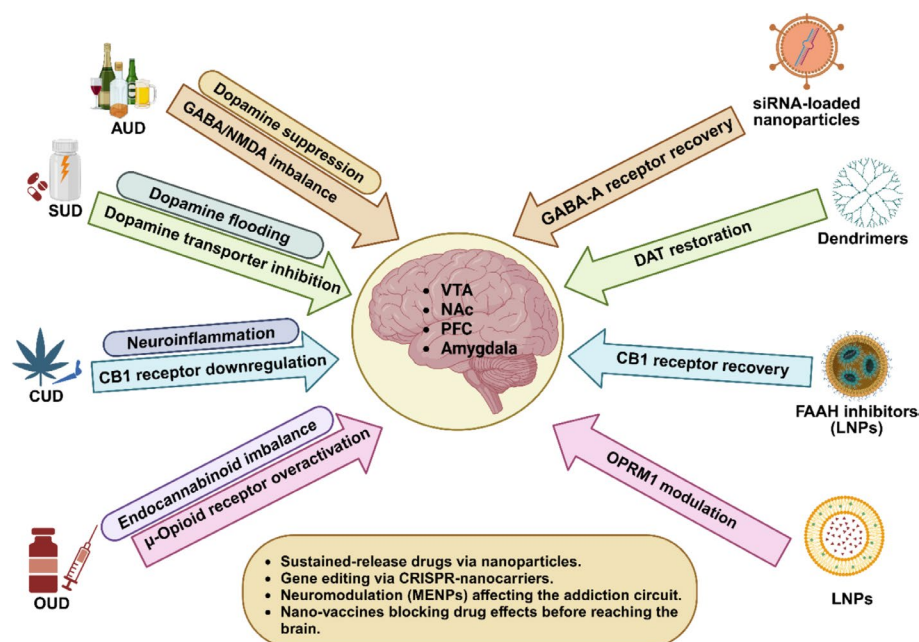 AUD
Dopamine suppression
GABA/NMDA imbalance
SUD
Dopamine flooding
Dopamine transporter inhibition
CUD
Neuroinflammation
CB1 receptor downregulation
OUD
Endocannabinoid imbalance
μ-Opioid receptor overactivation
• VTA
• NAc
• PFC
• Amygdala
siRNA-loaded
nanoparticles
GABA-A receptor recovery
Dendrimers
DAT restoration
CB1 receptor recovery
FAAH inhibitors
(LNPs)
OPRM1 modulation
LNPs
• Sustained-release drugs via nanoparticles.
• Gene editing via CRISPR-nanocarriers.
• Neuromodulation (MENPs) affecting the addiction circuit.
• Nano-vaccines blocking drug effects before reaching the
brain.